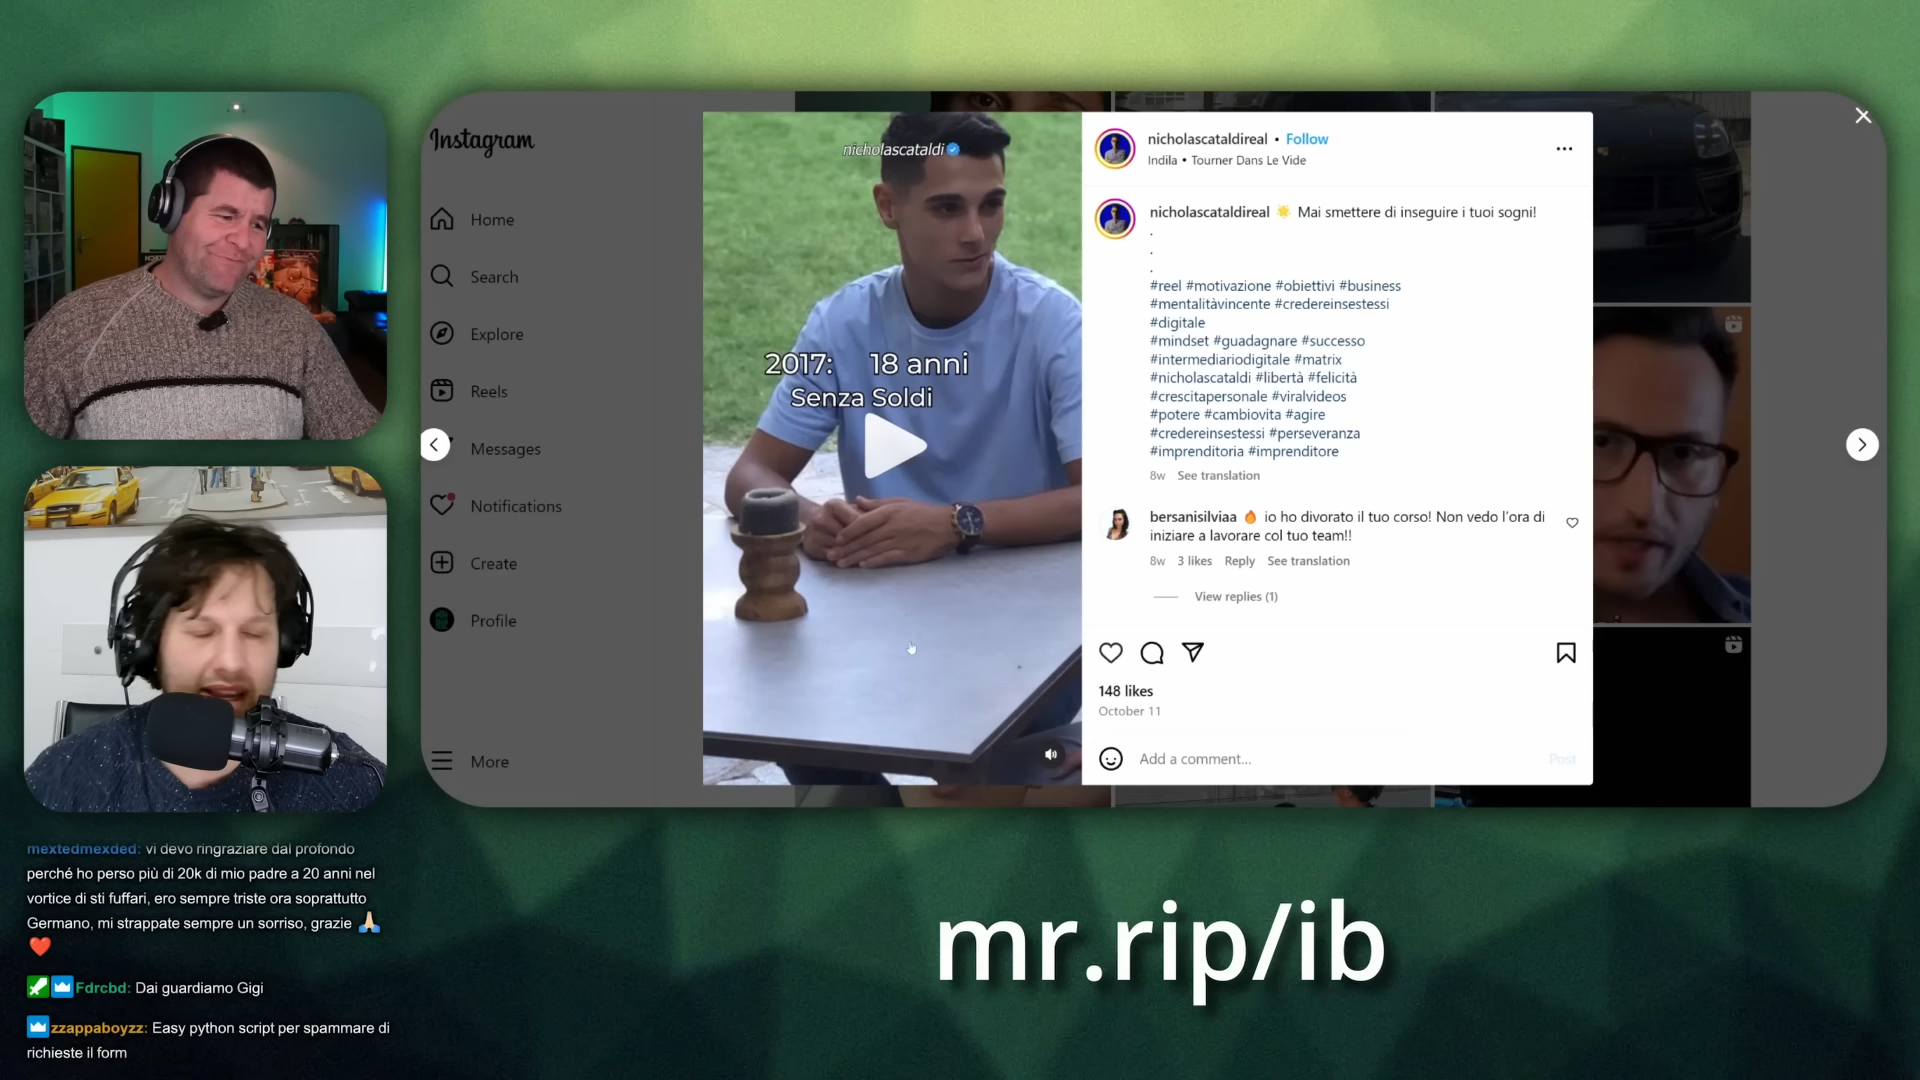 Instagram
Home
Search
Explore
Reels
Messages
Notifications
Create
Profile
More
nicholascataldi
2017: 18 anni
Senza Soldi
nicholascataldireal • Follow
Indila • Tourner Dans Le Vide
nicholascataldireal 🌟 Mai smettere di inseguire i tuoi sogni!
.
.
.
#reel #motivazione #obiettivi #business
#mentalitàvincente #credereinsestessi
#digitale
#mindset #guadagnare #successo
#intermediariodigitale #matrix
#nicholascataldi #libertà #felicità
#crescitapersonale #viralvideos
#potere #cambiovita #agire
#credereinsestessi #perseveranza
#imprenditoria #imprenditore
8w See translation
bersanisilviaa 🔥 io ho divorato il tuo corso! Non vedo l'ora di
iniziare a lavorare col tuo team!!
8w 3 likes Reply See translation
View replies (1)
148 likes
October 11
Add a comment... Post
mextedmexded: vi devo ringraziare dal profondo
perché ho perso più di 20k di mio padre a 20 anni nel
vortice di sti fuffari, ero sempre triste ora soprattutto
Germano, mi strappate sempre un sorriso, grazie 🙏🏻
❤️
Fdrcbd: Dai guardiamo Gigi
zzappaboyzz: Easy python script per spammare di
richieste il form
mr.rip/ib